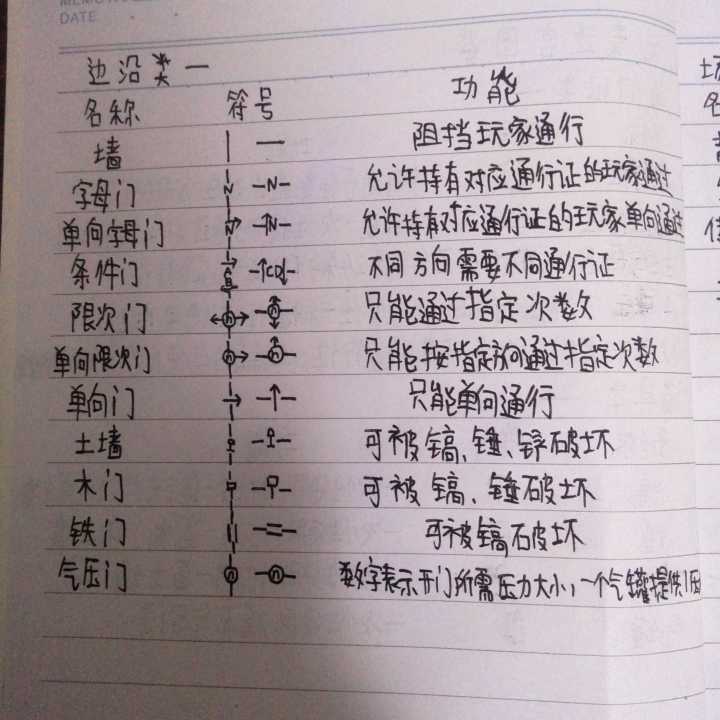 DATE
边沿类一
名称 符号 功能
墙 阻挡玩家通行
字母门 N -N- 允许持有对应通行证的玩家通过
单向字母门 N -N- 允许持有对应通行证的玩家单向通过
条件门 不同方向需要不同通行证
限次门 n n 只能通过指定次数
单向限次门 n n 只能按指定方向通过指定次数
单向门 只能单向通行
土墙 可被镐、锤、锌破坏
木门 可被镐、锤破坏
铁门 可被镐破坏
气压门 n n 数字表示开门所需压力大小,一个气罐提供1压